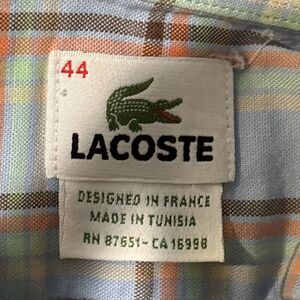 44
LACOSTE
DESIGNED IN FRANCE
MADE IN TUNISIA
RN 87651-CA 16998